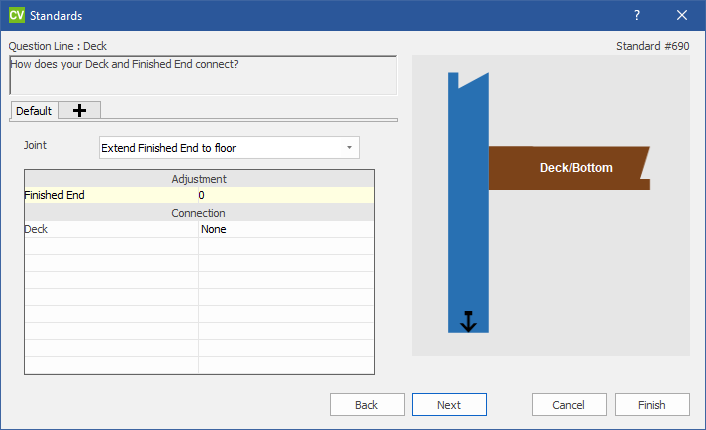 CV Standards ?
Question Line : Deck Standard #690
How does your Deck and Finished End connect?
Default
Joint Extend Finished End to floor
Adjustment
Finished End 0
Connection
Deck None
Deck/Bottom
Back Next Cancel Finish